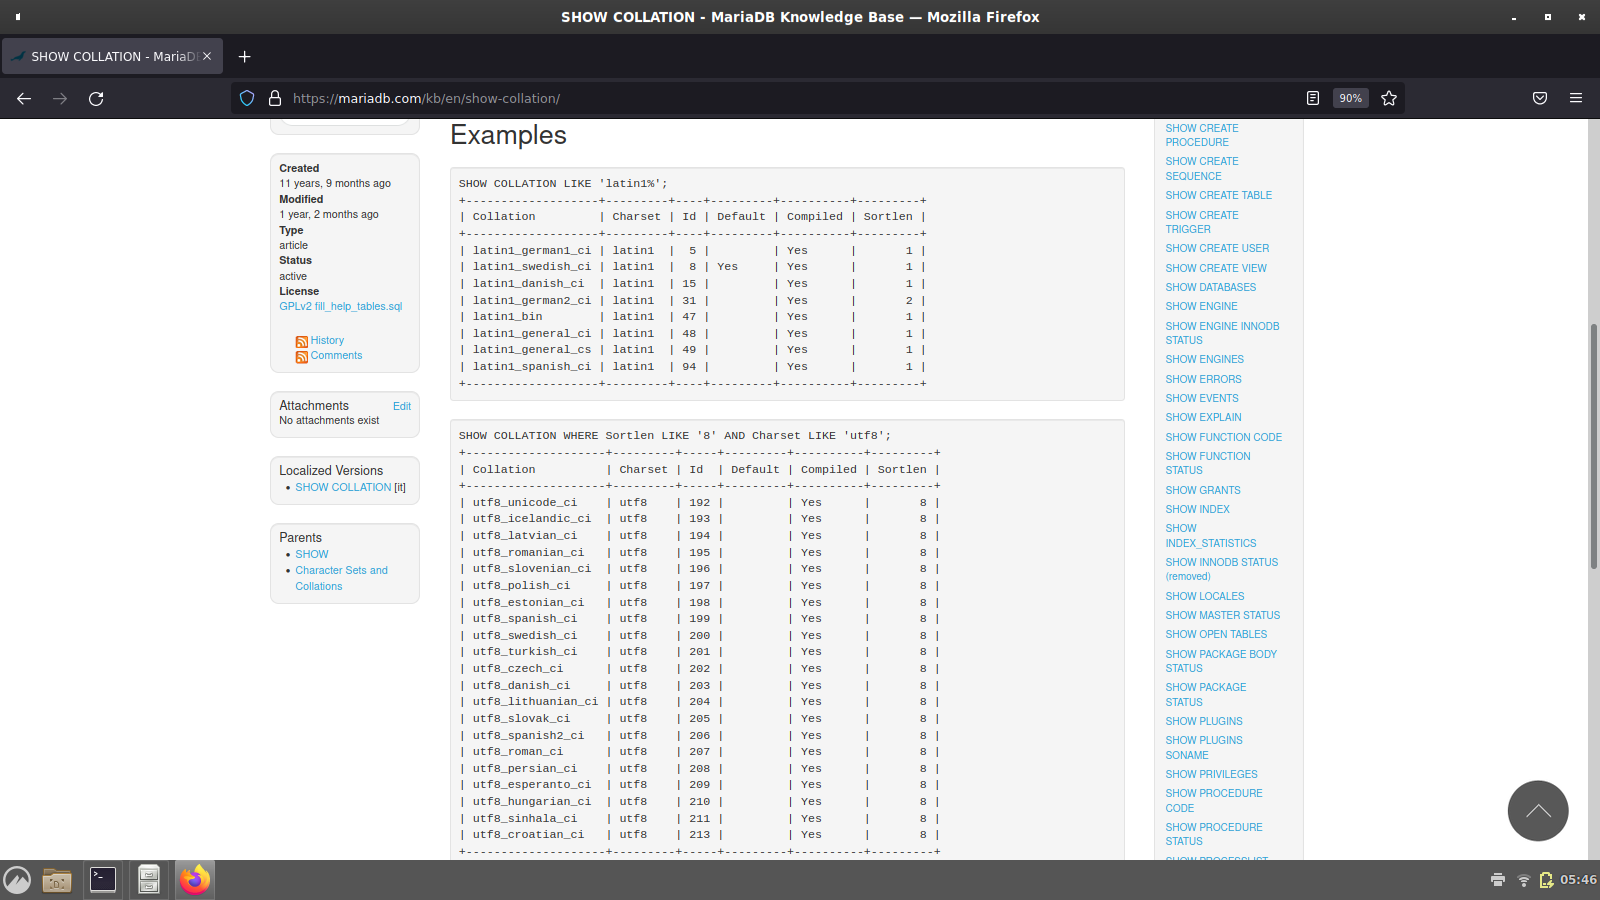 SHOW COLLATION - MariaDB Knowledge Base — Mozilla Firefox
SHOW COLLATION - MariaD
https://mariadb.com/kb/en/show-collation/
90%
Created
11 years, 9 months ago
Modified
1 year, 2 months ago
Type
article
Status
active
License
GPLv2 fill_help_tables.sql
History
Comments
Attachments Edit
No attachments exist
Localized Versions
• SHOW COLLATION [it]
Parents
• SHOW
• Character Sets and
Collations
Examples
SHOW COLLATION LIKE 'latin1%';
+-------------------+---------+----+---------+----------+---------+
| Collation         | Charset | Id | Default | Compiled | Sortlen |
+-------------------+---------+----+---------+----------+---------+
| latin1_german1_ci | latin1  |  5 |         | Yes      |       1 |
| latin1_swedish_ci | latin1  |  8 | Yes     | Yes      |       1 |
| latin1_danish_ci  | latin1  | 15 |         | Yes      |       1 |
| latin1_german2_ci | latin1  | 31 |         | Yes      |       2 |
| latin1_bin        | latin1  | 47 |         | Yes      |       1 |
| latin1_general_ci | latin1  | 48 |         | Yes      |       1 |
| latin1_general_cs | latin1  | 49 |         | Yes      |       1 |
| latin1_spanish_ci | latin1  | 94 |         | Yes      |       1 |
+-------------------+---------+----+---------+----------+---------+
SHOW COLLATION WHERE Sortlen LIKE '8' AND Charset LIKE 'utf8';
+--------------------+---------+-----+---------+----------+---------+
| Collation          | Charset | Id  | Default | Compiled | Sortlen |
+--------------------+---------+-----+---------+----------+---------+
| utf8_unicode_ci    | utf8    | 192 |         | Yes      |       8 |
| utf8_icelandic_ci  | utf8    | 193 |         | Yes      |       8 |
| utf8_latvian_ci    | utf8    | 194 |         | Yes      |       8 |
| utf8_romanian_ci   | utf8    | 195 |         | Yes      |       8 |
| utf8_slovenian_ci  | utf8    | 196 |         | Yes      |       8 |
| utf8_polish_ci     | utf8    | 197 |         | Yes      |       8 |
| utf8_estonian_ci   | utf8    | 198 |         | Yes      |       8 |
| utf8_spanish_ci    | utf8    | 199 |         | Yes      |       8 |
| utf8_swedish_ci    | utf8    | 200 |         | Yes      |       8 |
| utf8_turkish_ci    | utf8    | 201 |         | Yes      |       8 |
| utf8_czech_ci      | utf8    | 202 |         | Yes      |       8 |
| utf8_danish_ci     | utf8    | 203 |         | Yes      |       8 |
| utf8_lithuanian_ci | utf8    | 204 |         | Yes      |       8 |
| utf8_slovak_ci     | utf8    | 205 |         | Yes      |       8 |
| utf8_spanish2_ci   | utf8    | 206 |         | Yes      |       8 |
| utf8_roman_ci      | utf8    | 207 |         | Yes      |       8 |
| utf8_persian_ci    | utf8    | 208 |         | Yes      |       8 |
| utf8_esperanto_ci  | utf8    | 209 |         | Yes      |       8 |
| utf8_hungarian_ci  | utf8    | 210 |         | Yes      |       8 |
| utf8_sinhala_ci    | utf8    | 211 |         | Yes      |       8 |
| utf8_croatian_ci   | utf8    | 213 |         | Yes      |       8 |
+--------------------+---------+-----+---------+----------+---------+
SHOW CREATE
PROCEDURE
SHOW CREATE
SEQUENCE
SHOW CREATE TABLE
SHOW CREATE
TRIGGER
SHOW CREATE USER
SHOW CREATE VIEW
SHOW DATABASES
SHOW ENGINE
SHOW ENGINE INNODB
STATUS
SHOW ENGINES
SHOW ERRORS
SHOW EVENTS
SHOW EXPLAIN
SHOW FUNCTION CODE
SHOW FUNCTION
STATUS
SHOW GRANTS
SHOW INDEX
SHOW
INDEX_STATISTICS
SHOW INNODB STATUS
(removed)
SHOW LOCALES
SHOW MASTER STATUS
SHOW OPEN TABLES
SHOW PACKAGE BODY
STATUS
SHOW PACKAGE
STATUS
SHOW PLUGINS
SHOW PLUGINS
SONAME
SHOW PRIVILEGES
SHOW PROCEDURE
CODE
SHOW PROCEDURE
STATUS
SHOW PROCESSLIST
05:46